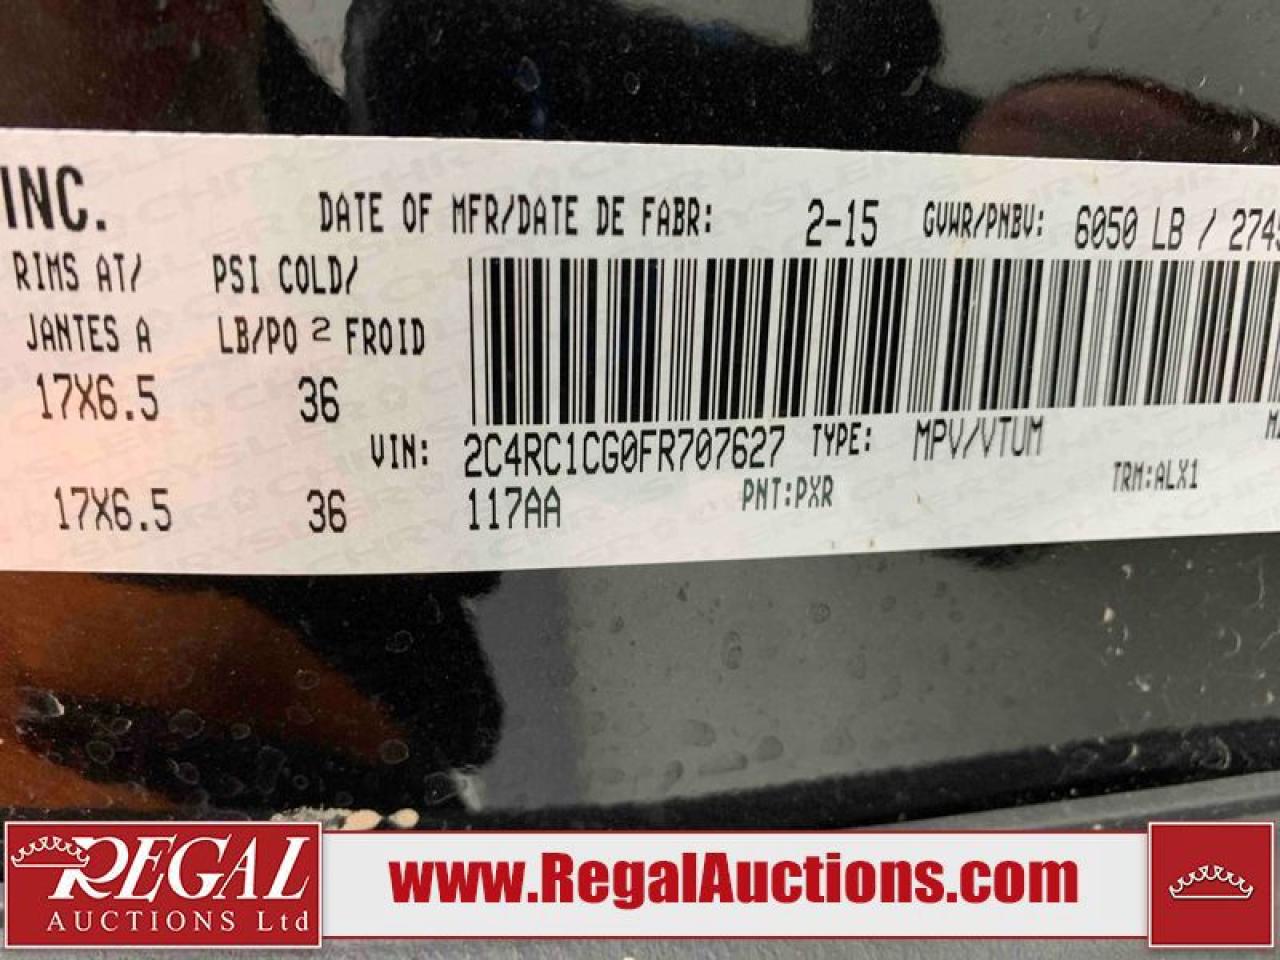 INC.
DATE OF MFR/DATE DE FABR: 2-15 GVWR/PNBV: 6050 LB / 274
RIMS AT/ PSI COLD/
JANTES A LB/PO 2 FROID
17X6.5 36
VIN: 2C4RC1CG0FR707627 TYPE: MPV/VTUM
17X6.5 36 117AA PNT:PXR TRM:ALX1
REGAL
AUCTIONS Ltd
www.RegalAuctions.com